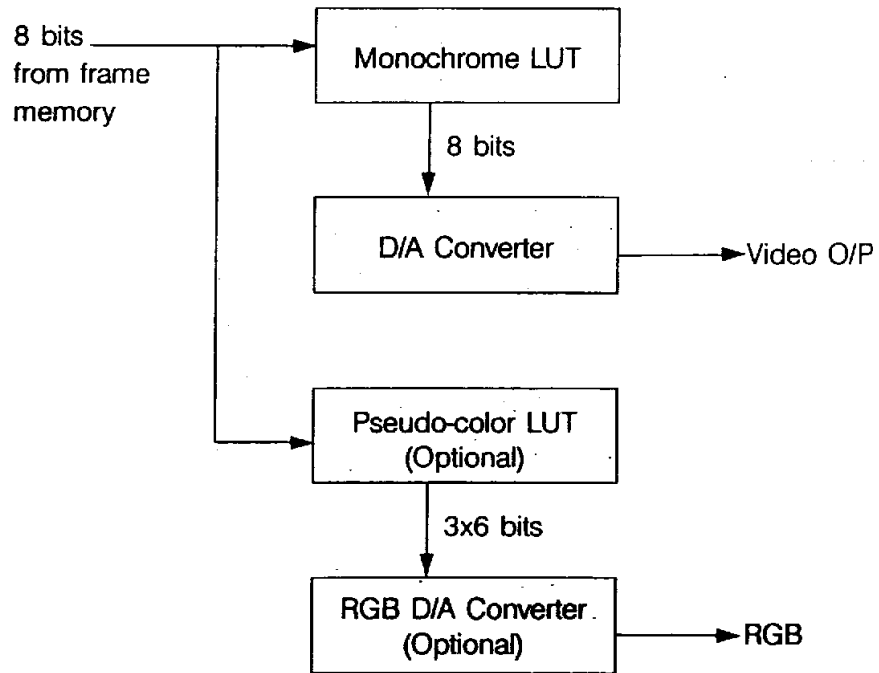 8 bits
from frame
memory
Monochrome LUT
8 bits
D/A Converter
Video O/P
Pseudo-color LUT
(Optional)
3x6 bits
RGB D/A Converter
(Optional)
RGB